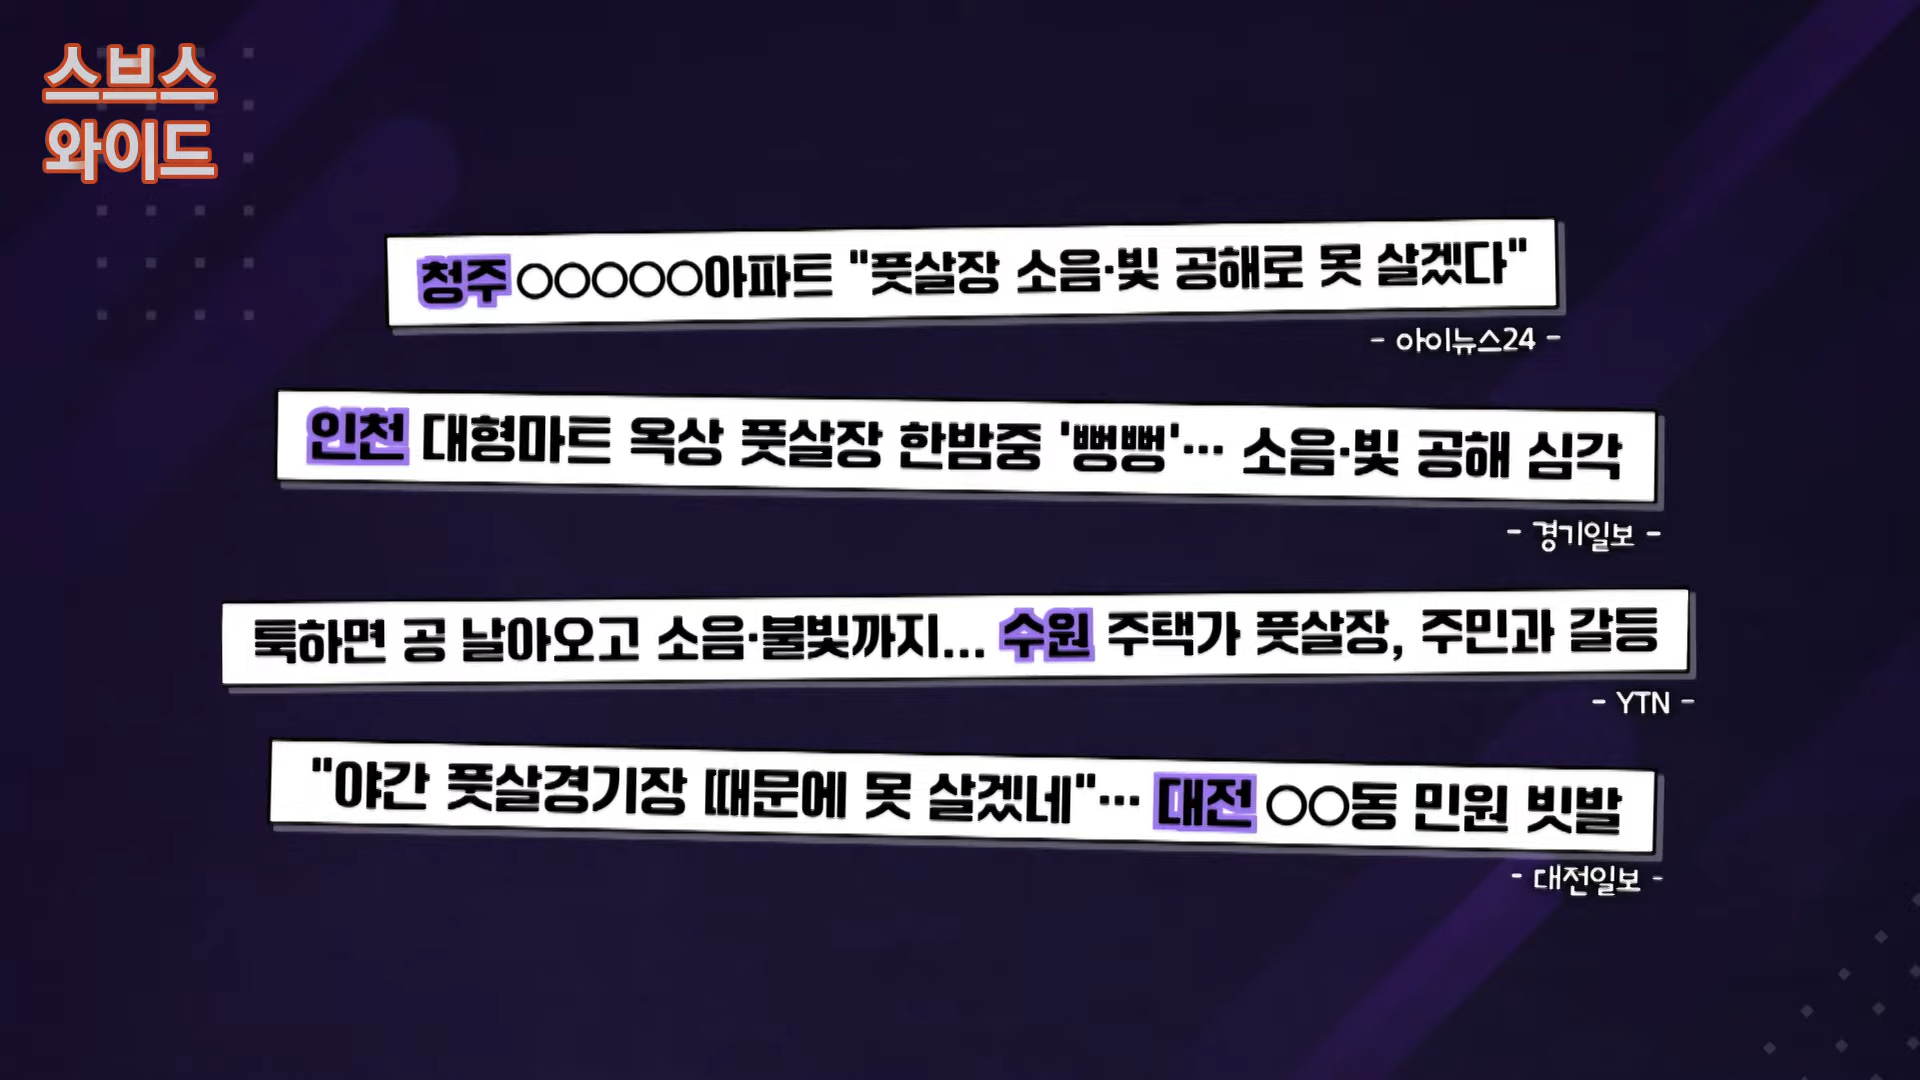 스브스
와이드
청주 ○○○○○아파트 "풋살장 소음·빛 공해로 못 살겠다"
- 아이뉴스24 -
인천 대형마트 옥상 풋살장 한밤중 '뻥뻥'… 소음·빛 공해 심각
- 경기일보 -
툭하면 공 날아오고 소음·불빛까지... 수원 주택가 풋살장, 주민과 갈등
- YTN -
"야간 풋살경기장 때문에 못 살겠네"… 대전 ○○동 민원 빗발
- 대전일보 -